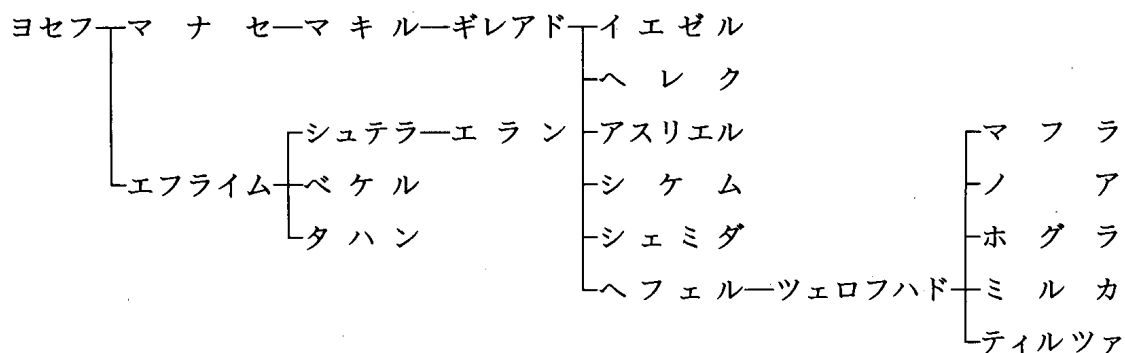 ヨセフ マナセ マキル ギレアド イエゼル
ヘレク
シュテラ エラン アスリエル マフラ
エフライム ベケル シケム ノア
タハン シェミダ ホグラ
ヘフェル ツェロフハド ミルカ
ティルツァ